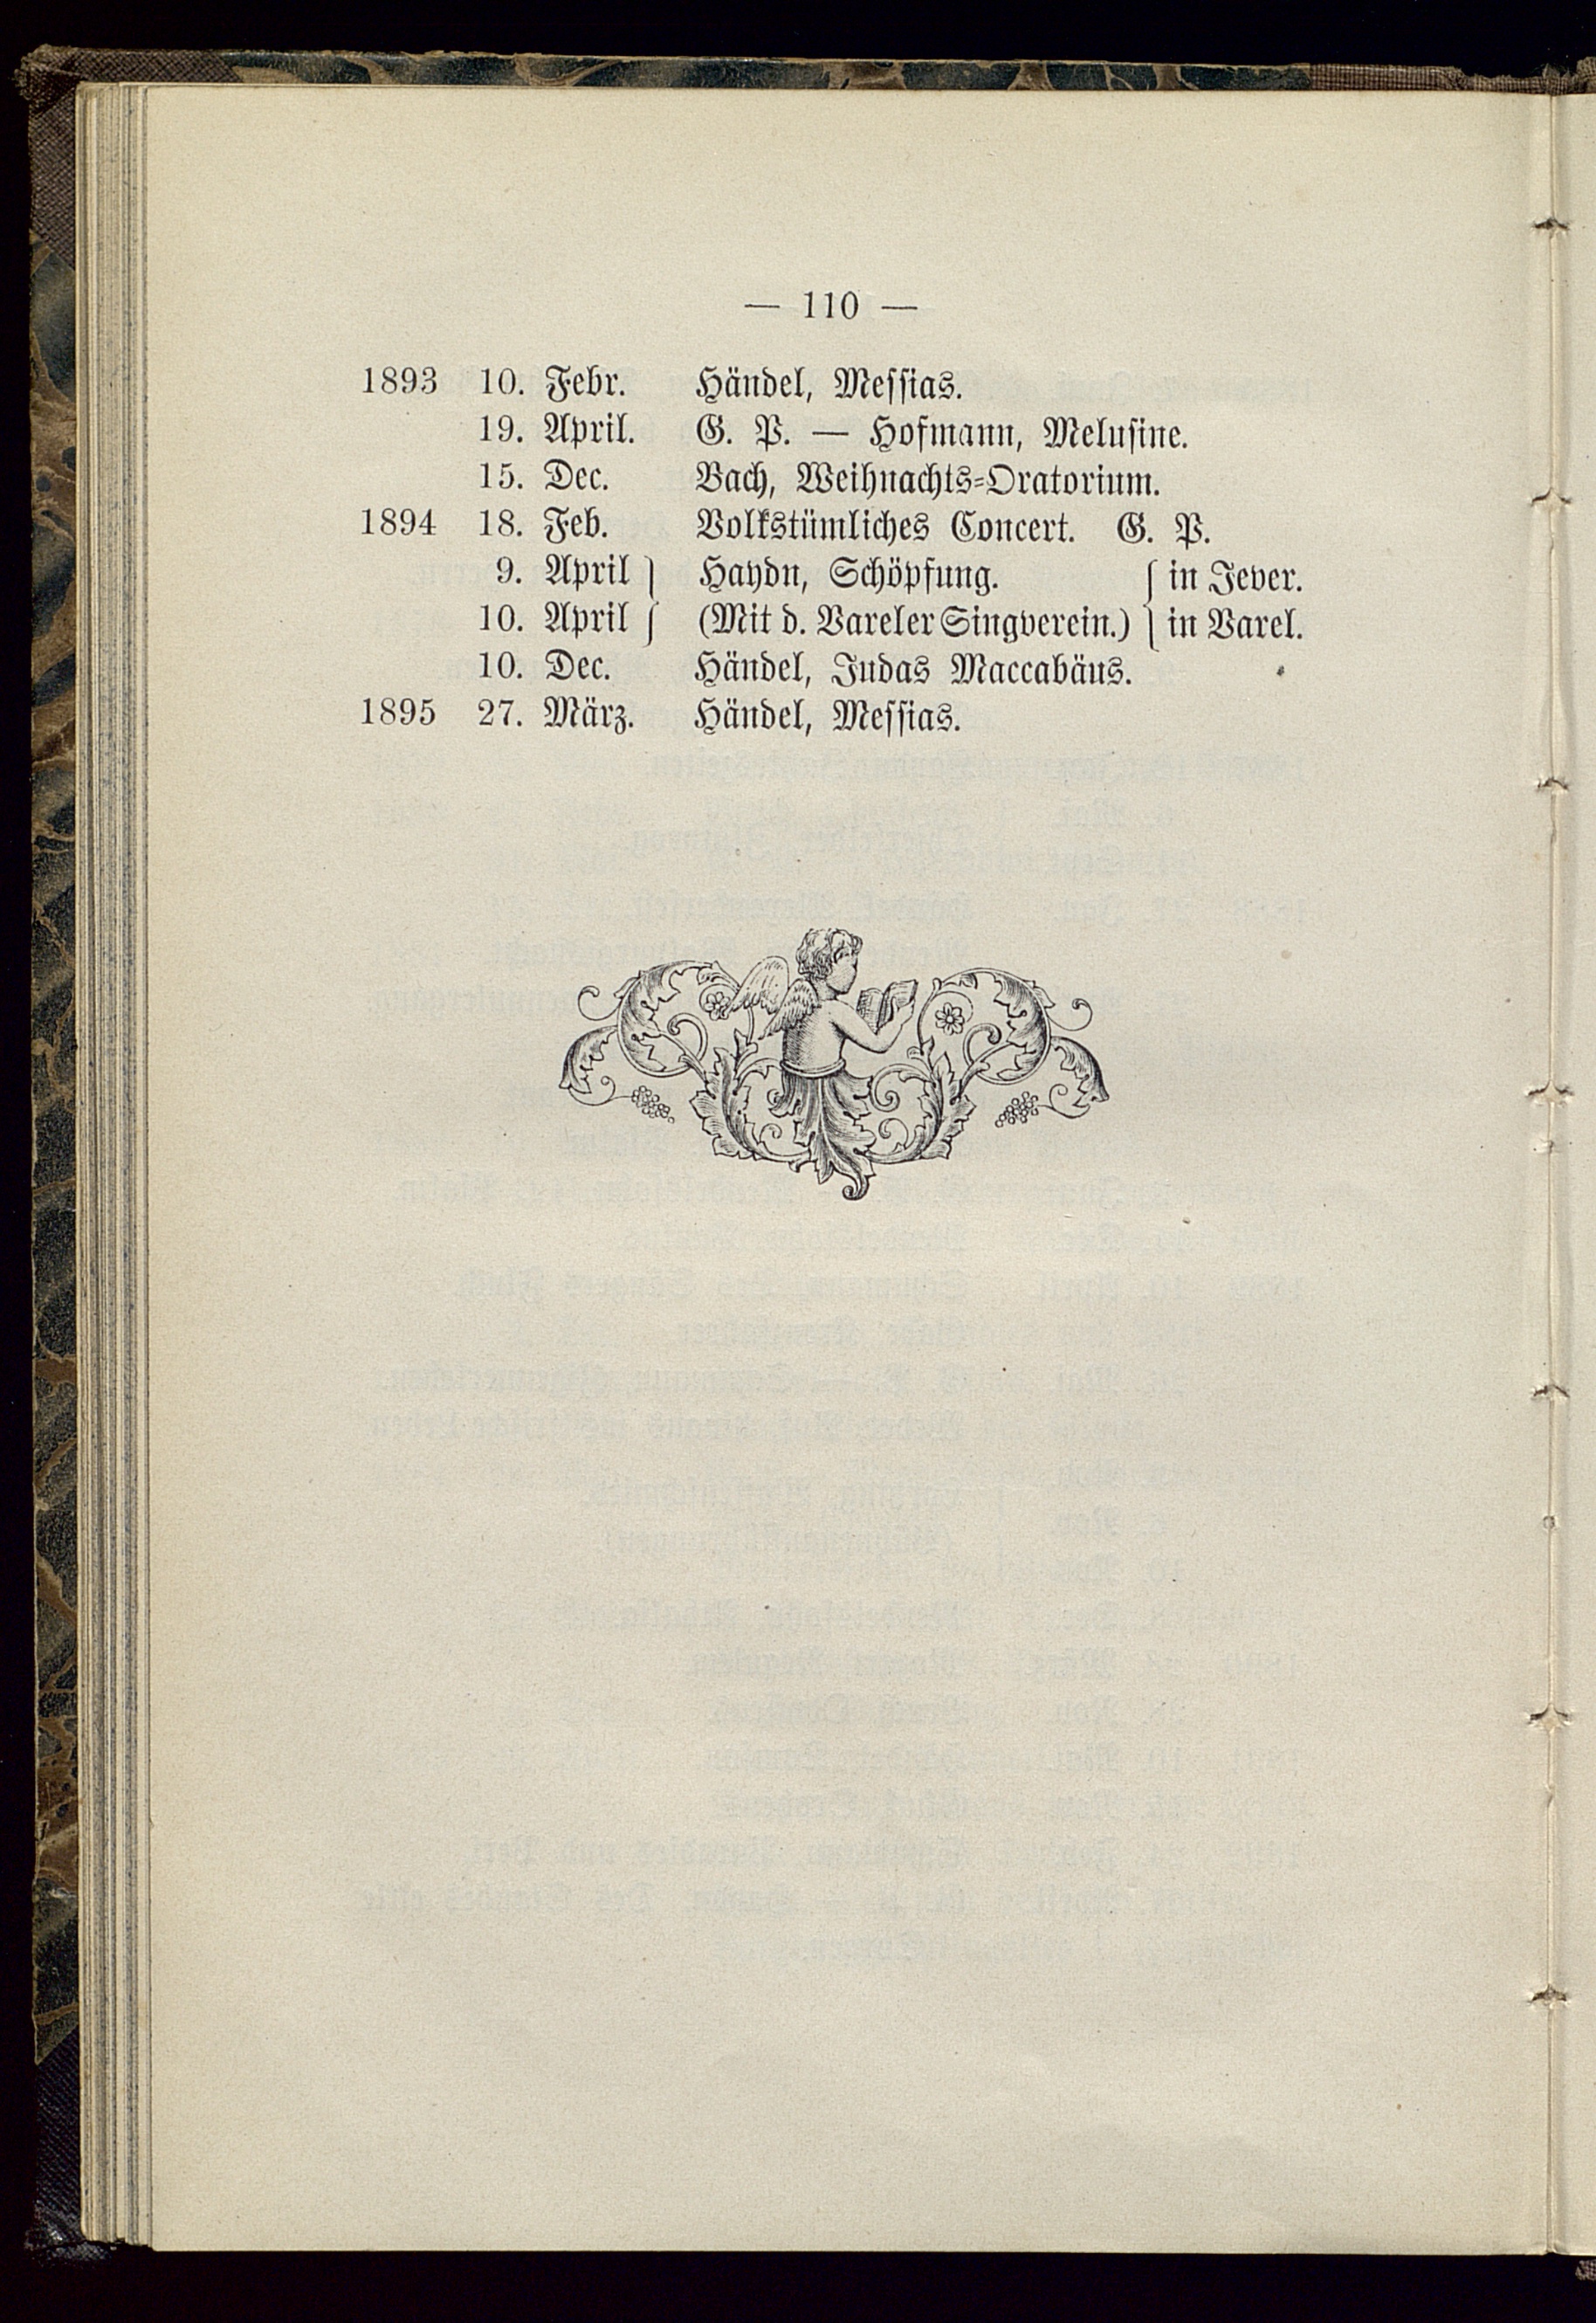 — 110 —
1893 10. Febr. Händel, Messias.
19. April. G. P. — Hofmann, Melusine.
15. Dec. Bach, Weihnachts-Oratorium.
1894 18. Feb. Volkstümliches Concert. G. P.
9. April } Haydn, Schöpfung. { in Jever.
10. April } (Mit d. Vareler Singverein.) { in Varel.
10. Dec. Händel, Judas Maccabäus.
1895 27. März. Händel, Messias.